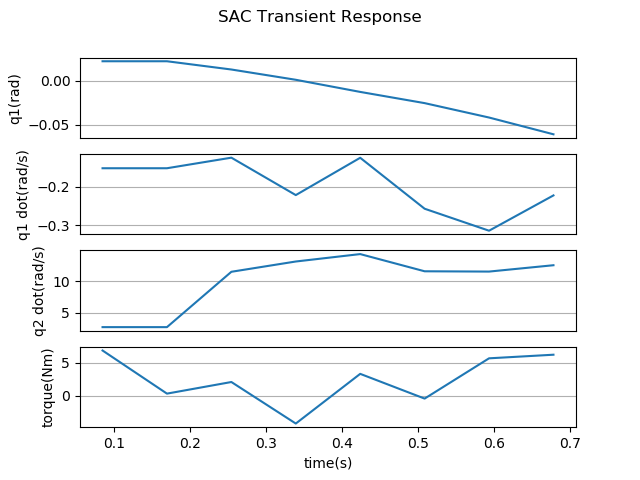 SAC Transient Response
q1(rad)
0.00
−0.05
q1 dot(rad/s)
−0.2
−0.3
q2 dot(rad/s)
10
5
torque(Nm)
5
0
0.1 0.2 0.3 0.4 0.5 0.6 0.7
time(s)